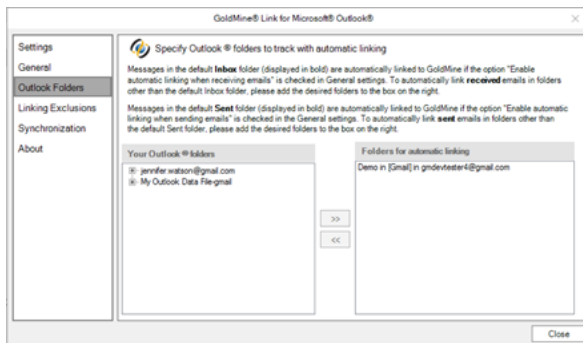 GoldMine® Link for Microsoft® Outlook®
Settings
General
Outlook Folders
Linking Exclusions
Synchronization
About
Specify Outlook ® folders to track with automatic linking
Messages in the default Inbox folder (displayed in bold) are automatically linked to GoldMine if the option "Enable
automatic linking when receiving emails" is checked in General settings. To automatically link received emails in folders
other than the default Inbox folder, please add the desired folders to the box on the right.
Messages in the default Sent folder (displayed in bold) are automatically linked to GoldMine if the option "Enable automatic
linking when sending emails" is checked in the General settings. To automatically link sent emails in folders other than
the default Sent folder, please add the desired folders to the box on the right.
Your Outlook ® folders
jennifer.watson@gmail.com
My Outlook Data File-gmail
>>
<<
Folders for automatic linking
Demo in [Gmail] in gmdevtester4@gmail.com
Close